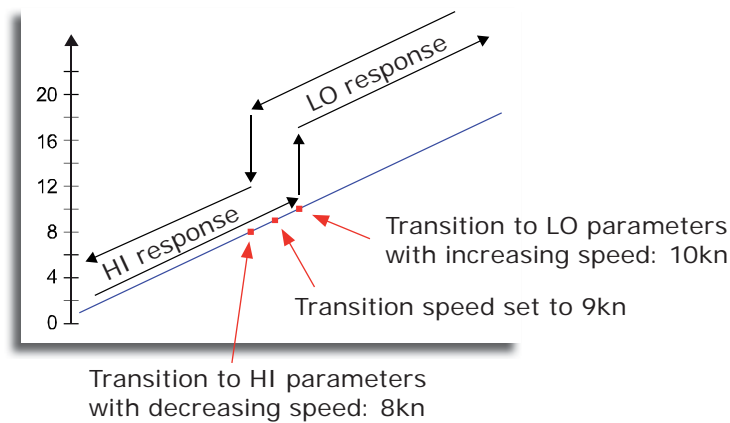 LO response
20
16
12
8
4
0
HI response
Transition to LO parameters
with increasing speed: 10kn
Transition speed set to 9kn
Transition to HI parameters
with decreasing speed: 8kn